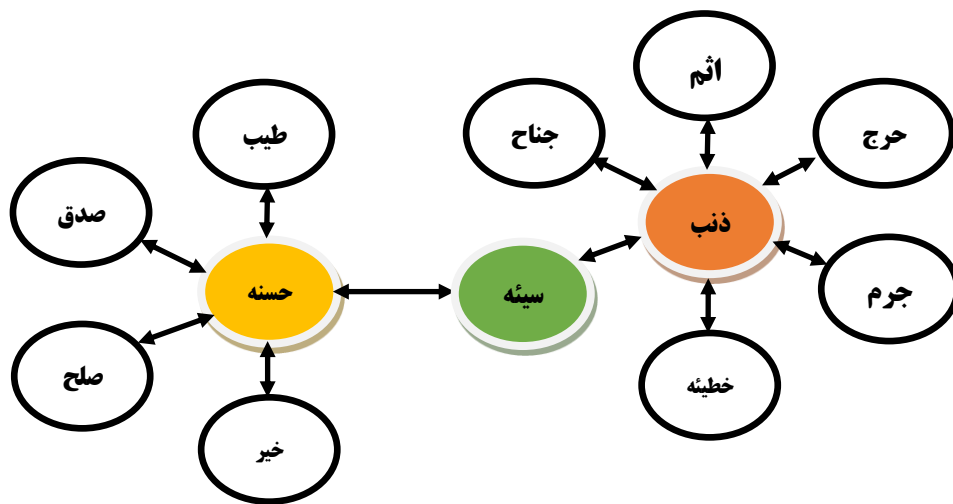 اثم
جناح
حرج
طیب
صدق
ذنب
حسنه
سیئه
جرم
صلح
خطیئه
خیر